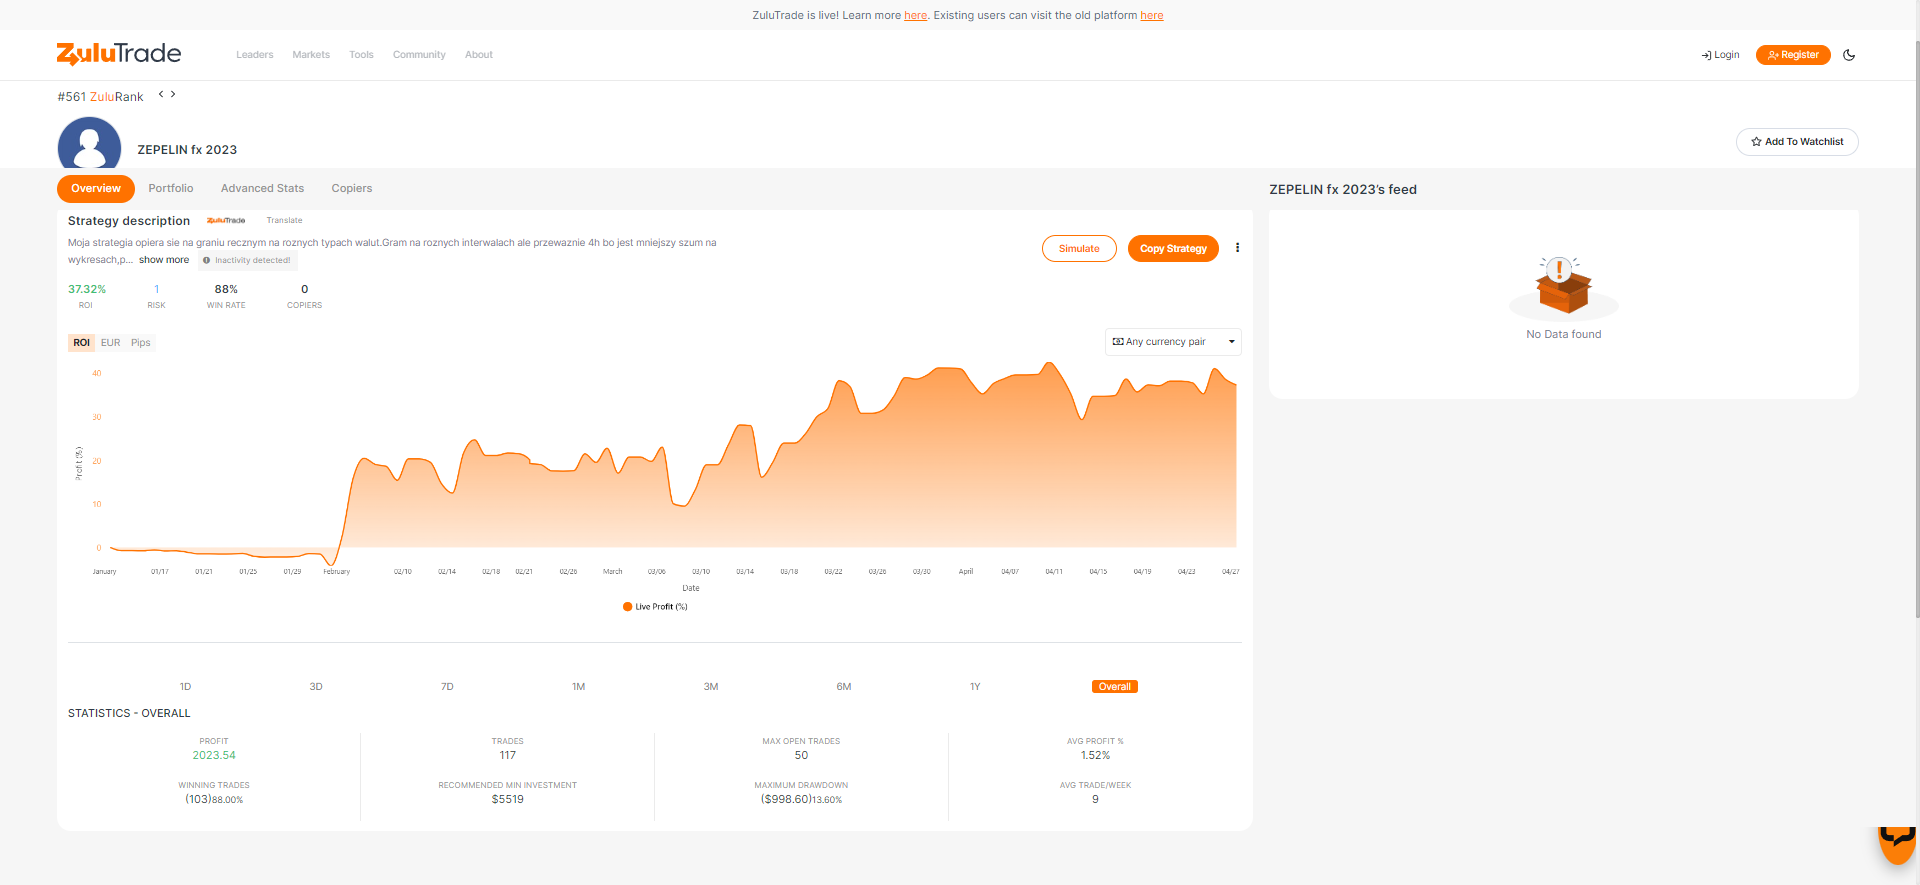 ZuluTrade is live! Learn more here. Existing users can visit the old platform here
ZuluTrade
Leaders Markets Tools Community About
Login Register
#561 ZuluRank
ZEPELIN fx 2023
Add To Watchlist
Overview Portfolio Advanced Stats Copiers
ZEPELIN fx 2023's feed
Strategy description ZuluTrade Translate
Moja strategia opiera sie na graniu recznym na roznych typach walut.Gram na roznych interwalach ale przewaznie 4h bo jest mniejszy szum na
wykresach,p... show more Inactivity detected!
Simulate Copy Strategy
37.32% 1 88% 0
ROI RISK WIN RATE COPIERS
No Data found
ROI EUR Pips
Any currency pair
40
30
20
10
0
Profit (%)
January 01/17 01/21 01/25 01/29 February 02/10 02/14 02/18 02/21 02/26 March 03/06 03/10 03/14 03/18 03/22 03/26 03/30 April 04/07 04/11 04/15 04/19 04/23 04/27
Date
Live Profit (%)
1D 3D 7D 1M 3M 6M 1Y Overall
STATISTICS - OVERALL
PROFIT TRADES MAX OPEN TRADES AVG PROFIT %
2023.54 117 50 1.52%
WINNING TRADES RECOMMENDED MIN INVESTMENT MAXIMUM DRAWDOWN AVG TRADE/WEEK
(103)88.00% $5519 ($998.60)13.60% 9